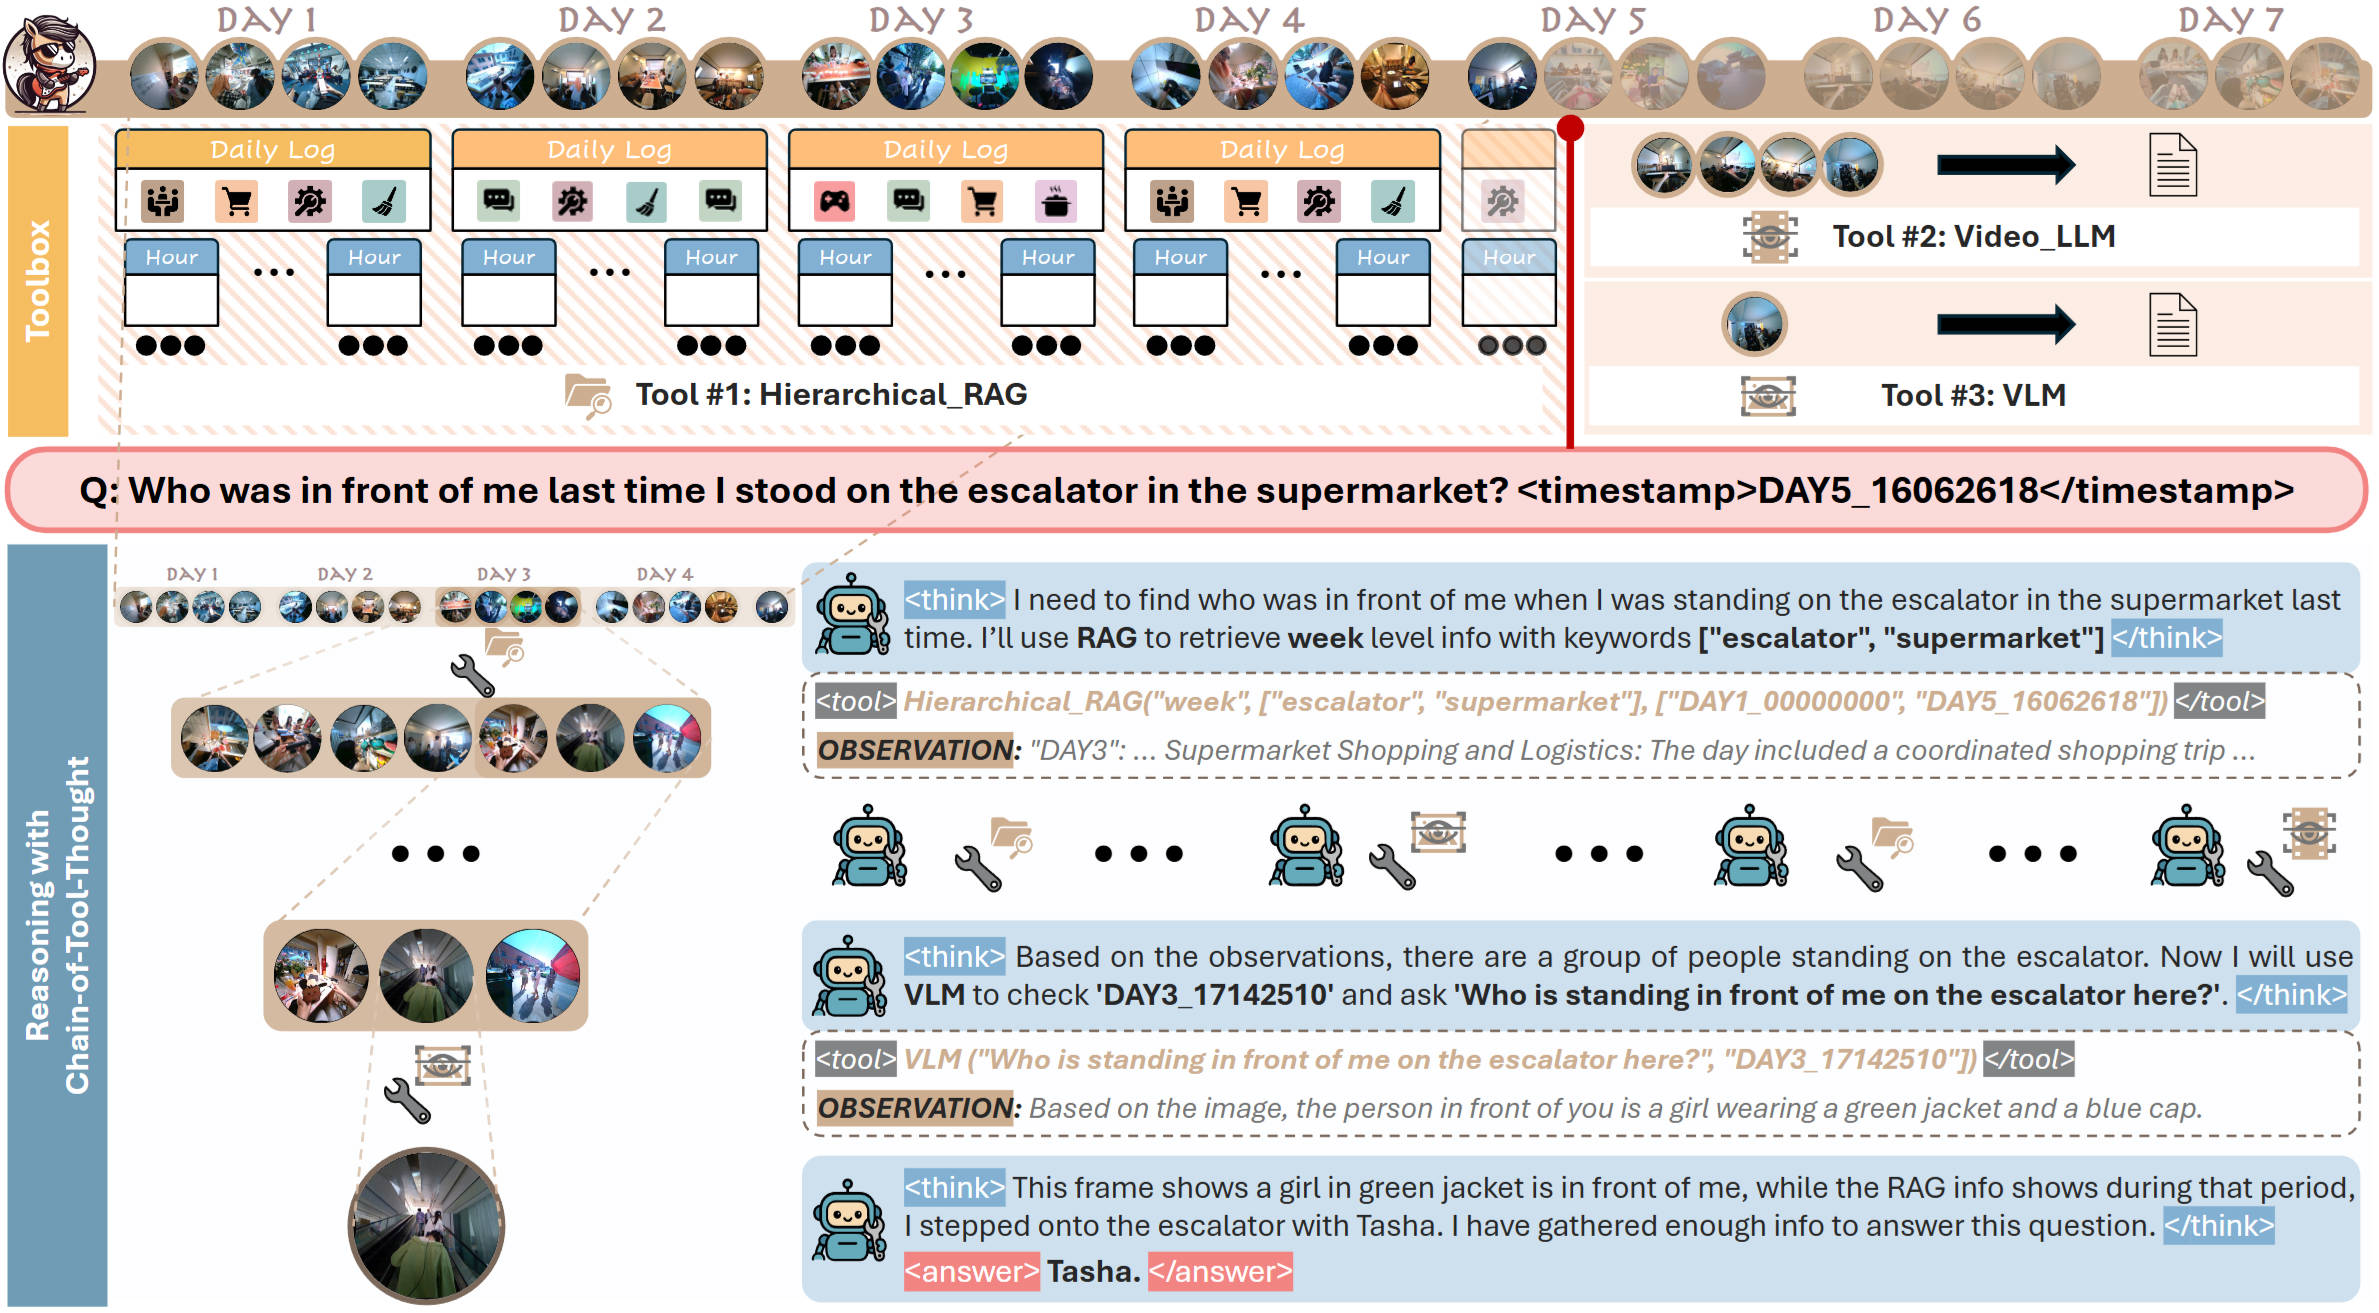 DAY 1 DAY 2 DAY 3 DAY 4 DAY 5 DAY 6 DAY 7
Toolbox
Daily Log Daily Log Daily Log Daily Log
Hour ... Hour Hour ... Hour Hour ... Hour Hour ... Hour Hour
Tool #1: Hierarchical_RAG
Tool #2: Video_LLM
Tool #3: VLM
Q: Who was in front of me last time I stood on the escalator in the supermarket? <timestamp>DAY5_16062618</timestamp>
Reasoning with
Chain-of-Tool-Thought
DAY 1 DAY 2 DAY 3 DAY 4
<think> I need to find who was in front of me when I was standing on the escalator in the supermarket last
time. I'll use RAG to retrieve week level info with keywords ["escalator", "supermarket"] </think>
<tool> Hierarchical_RAG("week", ["escalator", "supermarket"], ["DAY1_00000000", "DAY5_16062618"]) </tool>
OBSERVATION: "DAY3": ... Supermarket Shopping and Logistics: The day included a coordinated shopping trip ...
<think> Based on the observations, there are a group of people standing on the escalator. Now I will use
VLM to check 'DAY3_17142510' and ask 'Who is standing in front of me on the escalator here?'. </think>
<tool> VLM ("Who is standing in front of me on the escalator here?", "DAY3_17142510"]) </tool>
OBSERVATION: Based on the image, the person in front of you is a girl wearing a green jacket and a blue cap.
<think> This frame shows a girl in green jacket is in front of me, while the RAG info shows during that period,
I stepped onto the escalator with Tasha. I have gathered enough info to answer this question. </think>
<answer> Tasha. </answer>